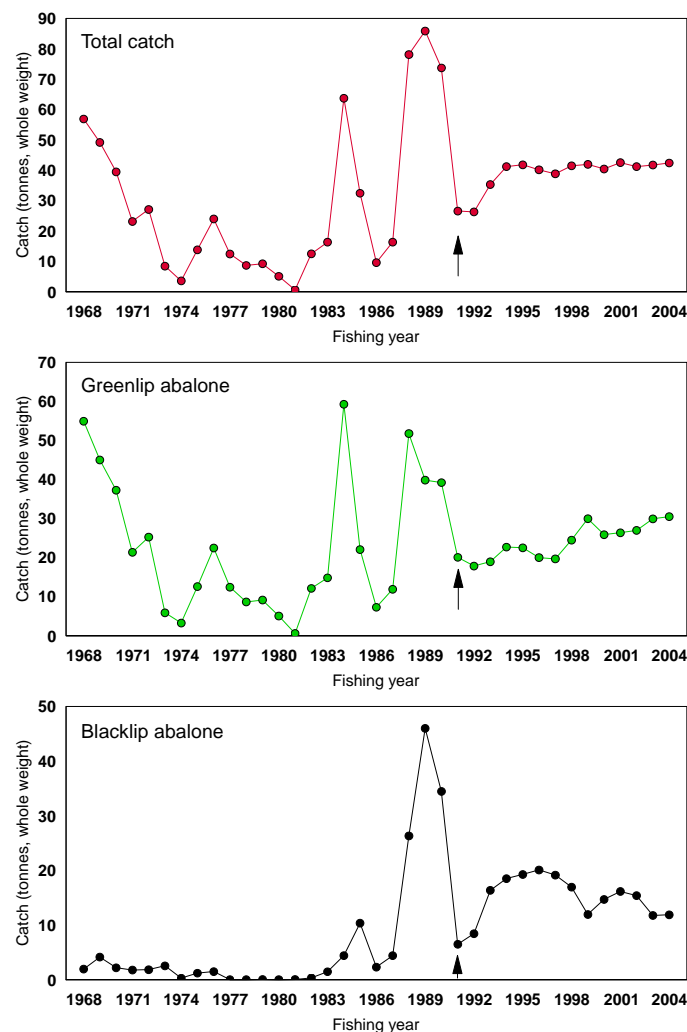 Total catch
Catch (tonnes, whole weight)
90
80
70
60
50
40
30
20
10
0
1968 1971 1974 1977 1980 1983 1986 1989 1992 1995 1998 2001 2004
Fishing year
Greenlip abalone
Catch (tonnes, whole weight)
70
60
50
40
30
20
10
0
1968 1971 1974 1977 1980 1983 1986 1989 1992 1995 1998 2001 2004
Fishing year
Blacklip abalone
Catch (tonnes, whole weight)
50
40
30
20
10
0
1968 1971 1974 1977 1980 1983 1986 1989 1992 1995 1998 2001 2004
Fishing year